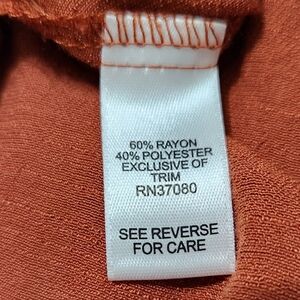 60% RAYON
40% POLYESTER
EXCLUSIVE OF
TRIM
RN37080
SEE REVERSE
FOR CARE